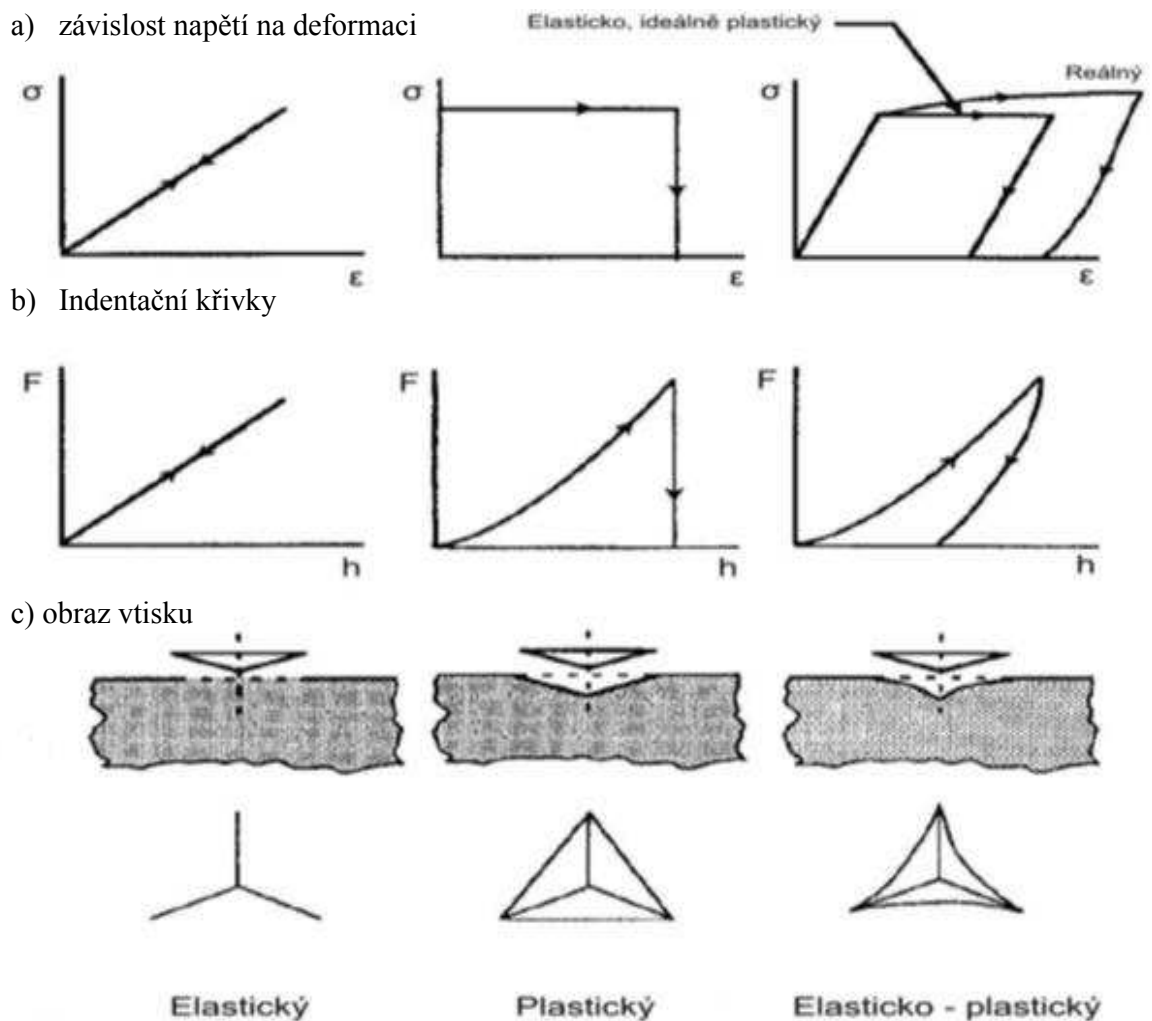 a) závislost napětí na deformaci
Elasticko, ideálně plastický
Reálný
σ
σ
σ
ε
ε
ε
b) Indentační křivky
F
F
F
h
h
h
c) obraz vtisku
Elastický
Plastický
Elasticko - plastický